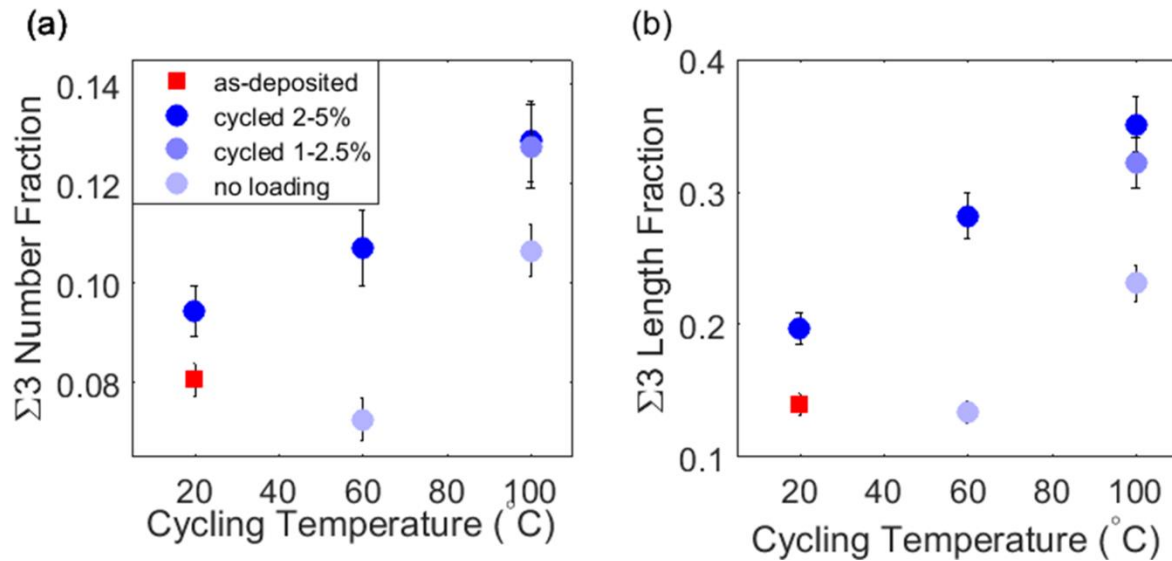 (a)
Σ3 Number Fraction
0.14
0.12
0.10
0.08
as-deposited
cycled 2-5%
cycled 1-2.5%
no loading
20 40 60 80 100
Cycling Temperature (°C)
(b)
Σ3 Length Fraction
0.4
0.3
0.2
0.1
20 40 60 80 100
Cycling Temperature (°C)